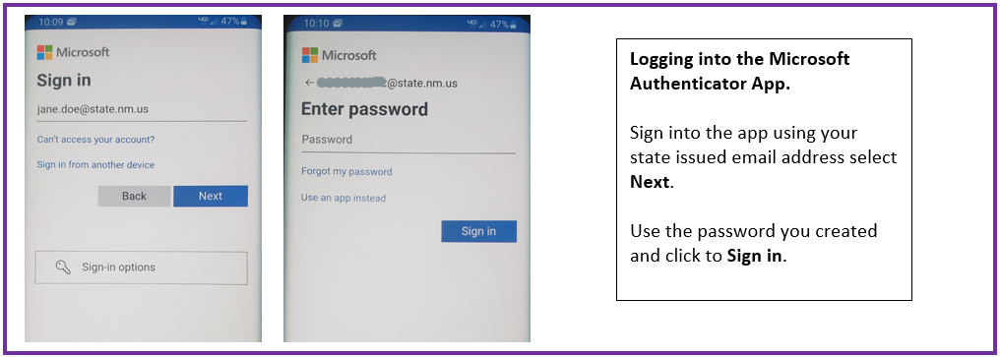 10:09 47%
Microsoft
Sign in
jane.doe@state.nm.us
Can't access your account?
Sign in from another device
Back Next
Sign-in options
10:10 47%
Microsoft
← @state.nm.us
Enter password
Password
Forgot my password
Use an app instead
Sign in
Logging into the Microsoft
Authenticator App.
Sign into the app using your
state issued email address select
Next.
Use the password you created
and click to Sign in.